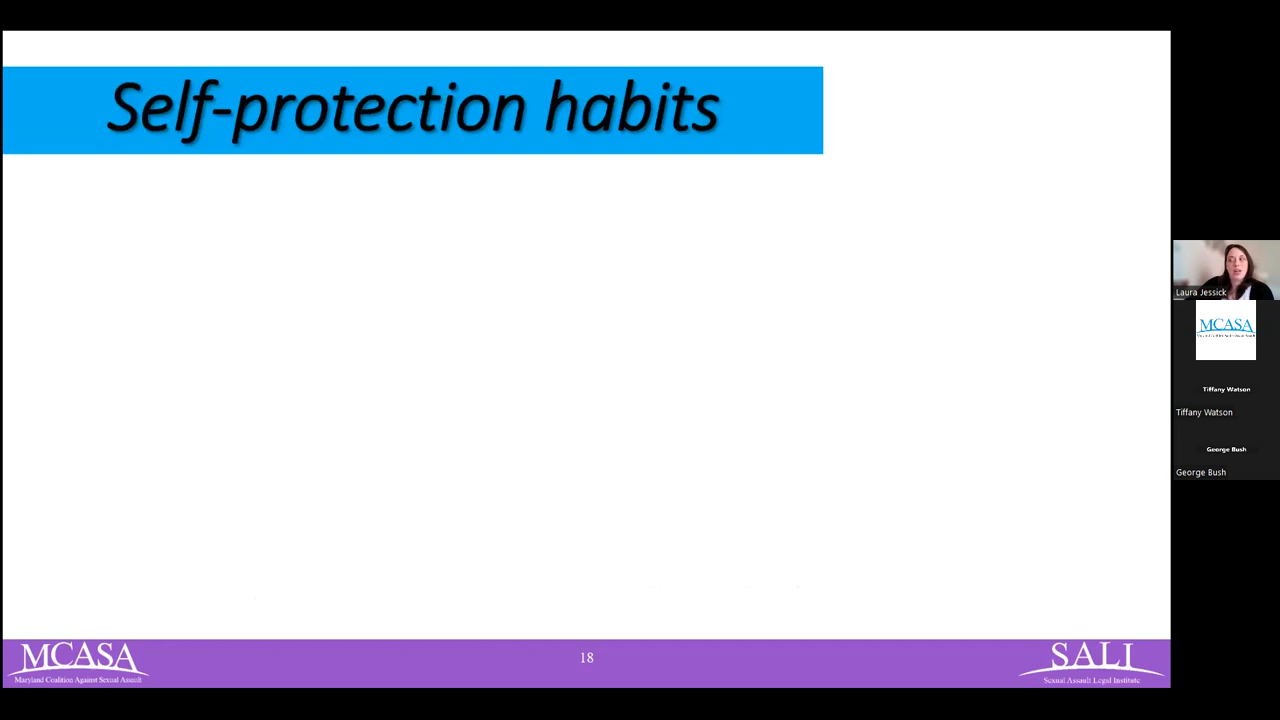 Self-protection habits
Laura Jessick
MCASA
Tiffany Watson
Tiffany Watson
George Bush
George Bush
MCASA
Maryland Coalition Against Sexual Assault
18
SALI
Sexual Assault Legal Institute